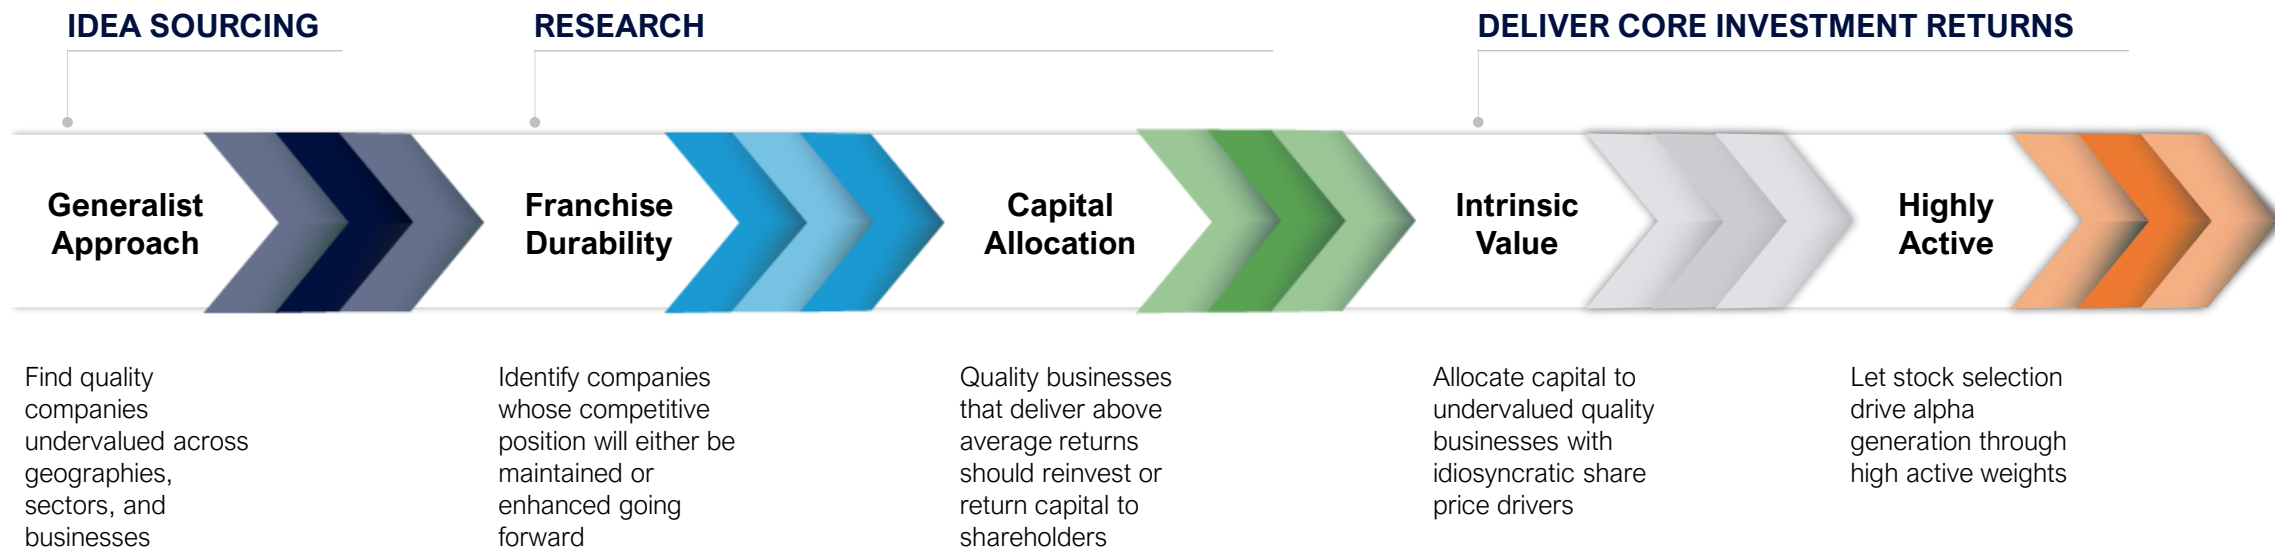 IDEA SOURCING
RESEARCH
DELIVER CORE INVESTMENT RETURNS
Generalist
Approach
Franchise
Durability
Capital
Allocation
Intrinsic
Value
Highly
Active
Find quality
companies
undervalued across
geographies,
sectors, and
businesses
Identify companies
whose competitive
position will either be
maintained or
enhanced going
forward
Quality businesses
that deliver above
average returns
should reinvest or
return capital to
shareholders
Allocate capital to
undervalued quality
businesses with
idiosyncratic share
price drivers
Let stock selection
drive alpha
generation through
high active weights